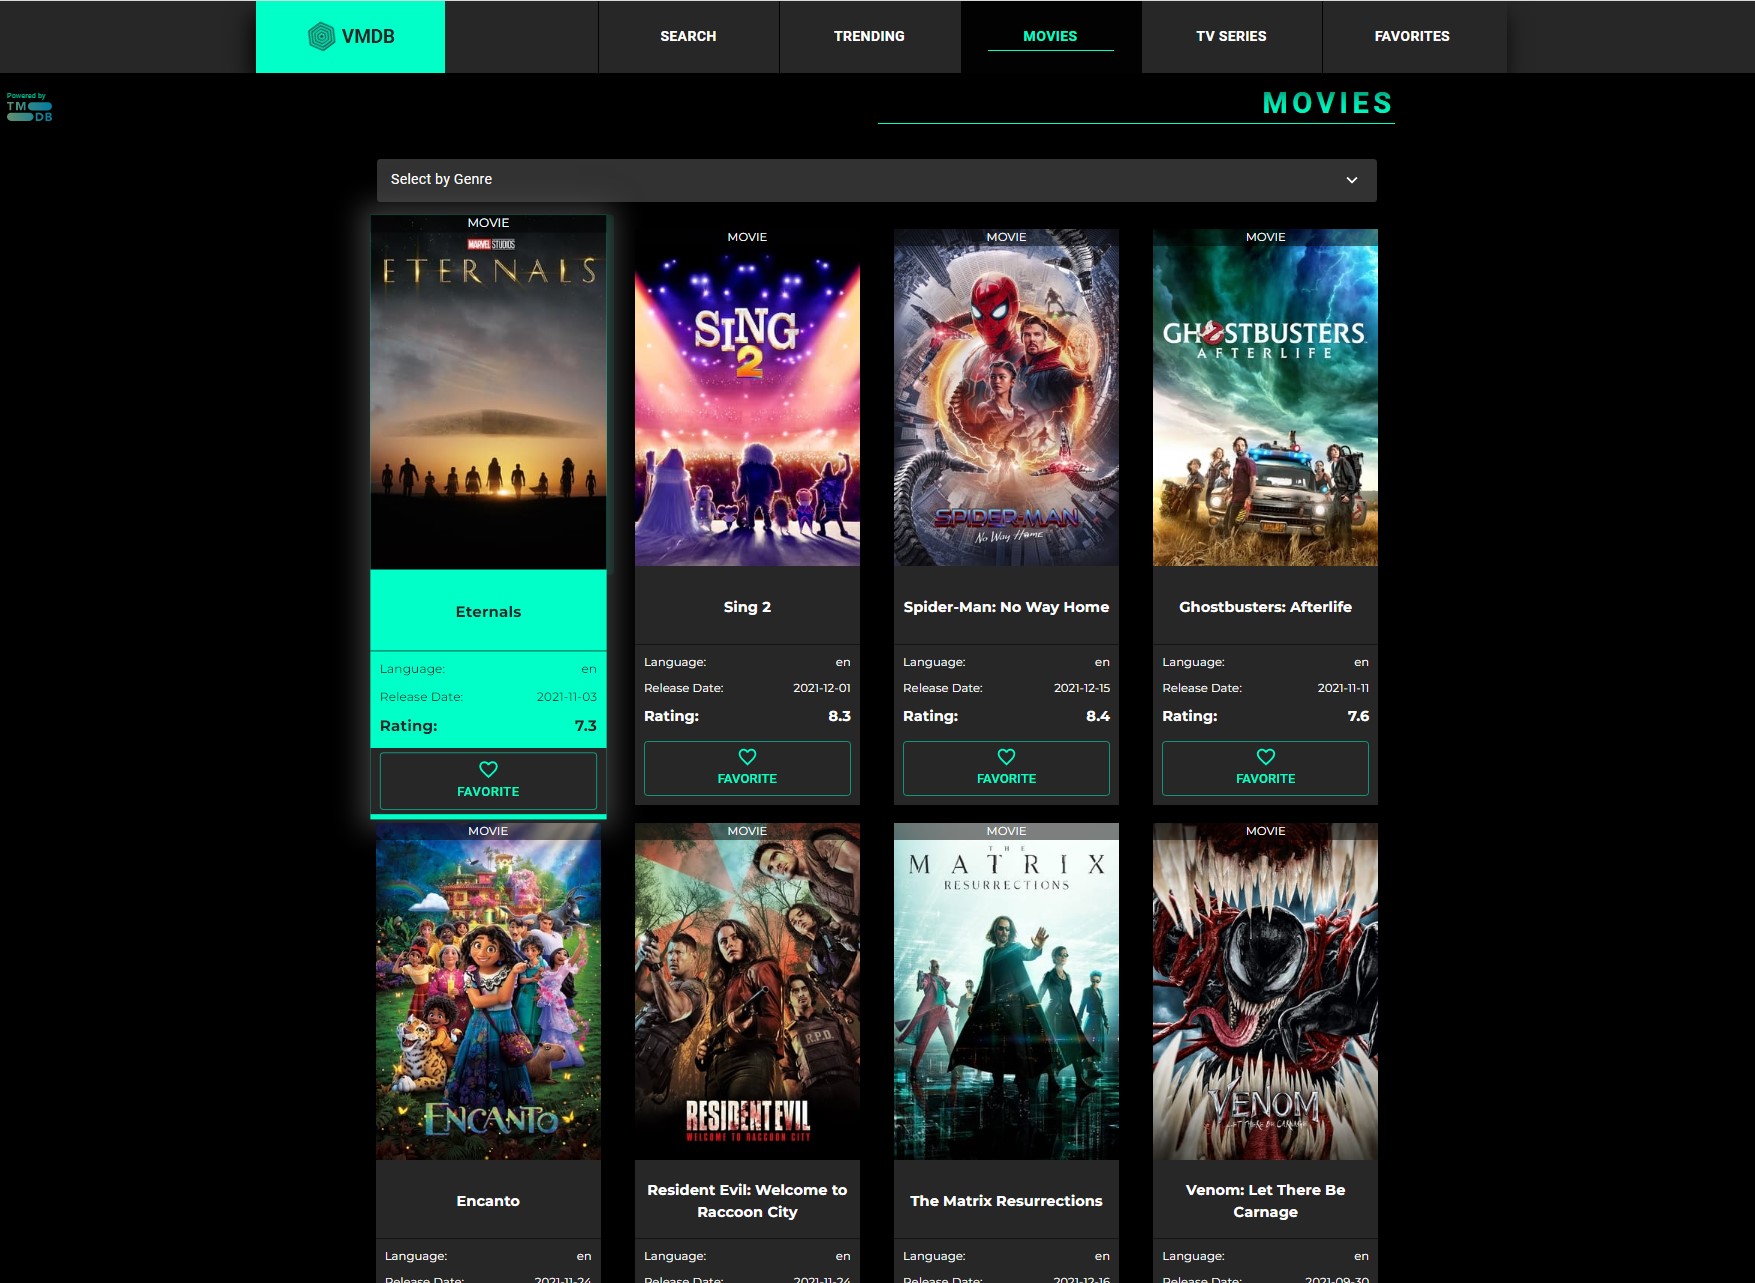 VMDB
SEARCH
TRENDING
MOVIES
TV SERIES
FAVORITES
Powered by
TM
DB
MOVIES
Select by Genre
MOVIE
MARVEL STUDIOS
ETERNALS
Eternals
Language: en
Release Date: 2021-11-03
Rating: 7.3
FAVORITE
MOVIE
SING
2
Sing 2
Language: en
Release Date: 2021-12-01
Rating: 8.3
FAVORITE
MOVIE
SPIDER-MAN
No Way Home
Spider-Man: No Way Home
Language: en
Release Date: 2021-12-15
Rating: 8.4
FAVORITE
MOVIE
GHOSTBUSTERS
AFTERLIFE
Ghostbusters: Afterlife
Language: en
Release Date: 2021-11-11
Rating: 7.6
FAVORITE
MOVIE
ENCANTO
Encanto
Language: en
Release Date: 2021-11-24
MOVIE
R.P.D.
RESIDENT EVIL
WELCOME TO RACCOON CITY
Resident Evil: Welcome to
Raccoon City
Language: en
Release Date: 2021-11-24
MOVIE
THE
MATRIX
RESURRECTIONS
The Matrix Resurrections
Language: en
Release Date: 2021-12-16
MOVIE
VENOM
LET THERE BE CARNAGE
Venom: Let There Be
Carnage
Language: en
Release Date: 2021-09-30